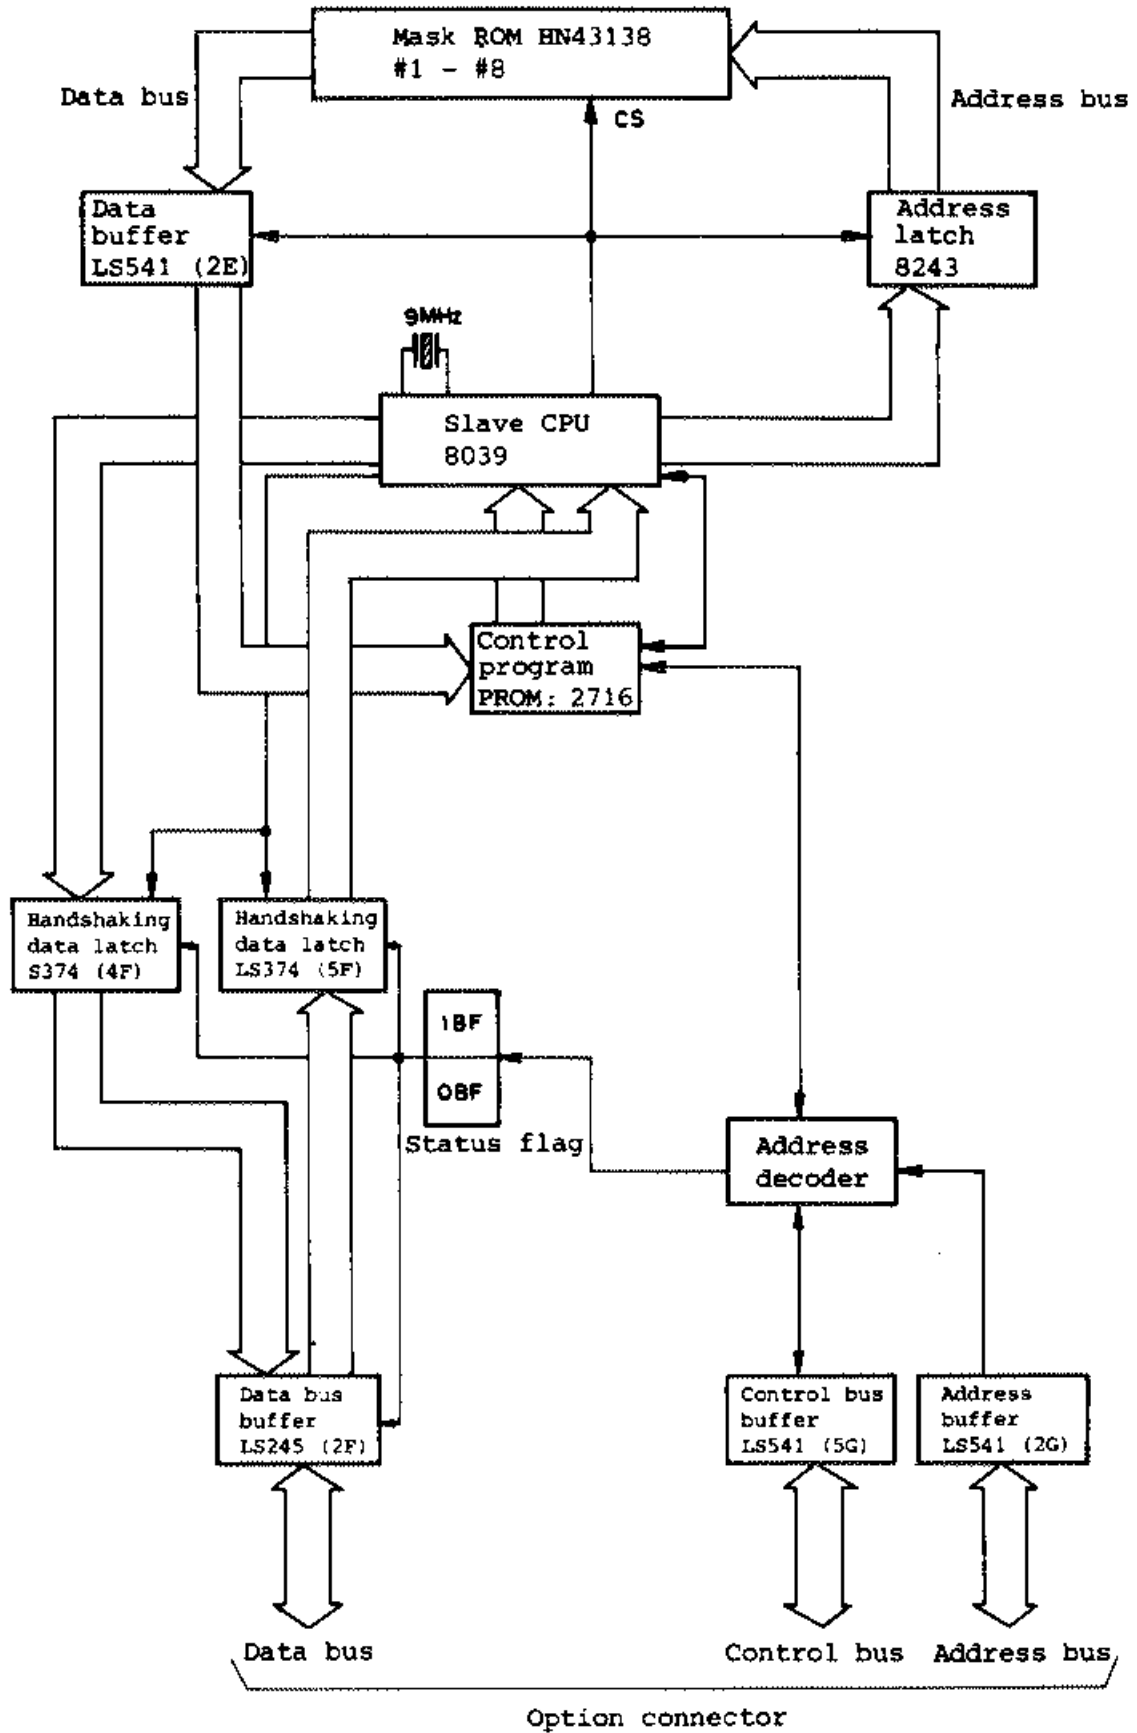 Mask ROM HN43138
#1 - #8
Data bus
Address bus
CS
Data
buffer
LS541 (2E)
Address
latch
8243
9MHz
Slave CPU
8039
Control
program
PROM: 2716
Handshaking
data latch
S374 (4F)
Handshaking
data latch
LS374 (5F)
IBF
OBF
Status flag
Address
decoder
Data bus
buffer
LS245 (2F)
Control bus
buffer
LS541 (5G)
Address
buffer
LS541 (2G)
Data bus
Control bus
Address bus
Option connector